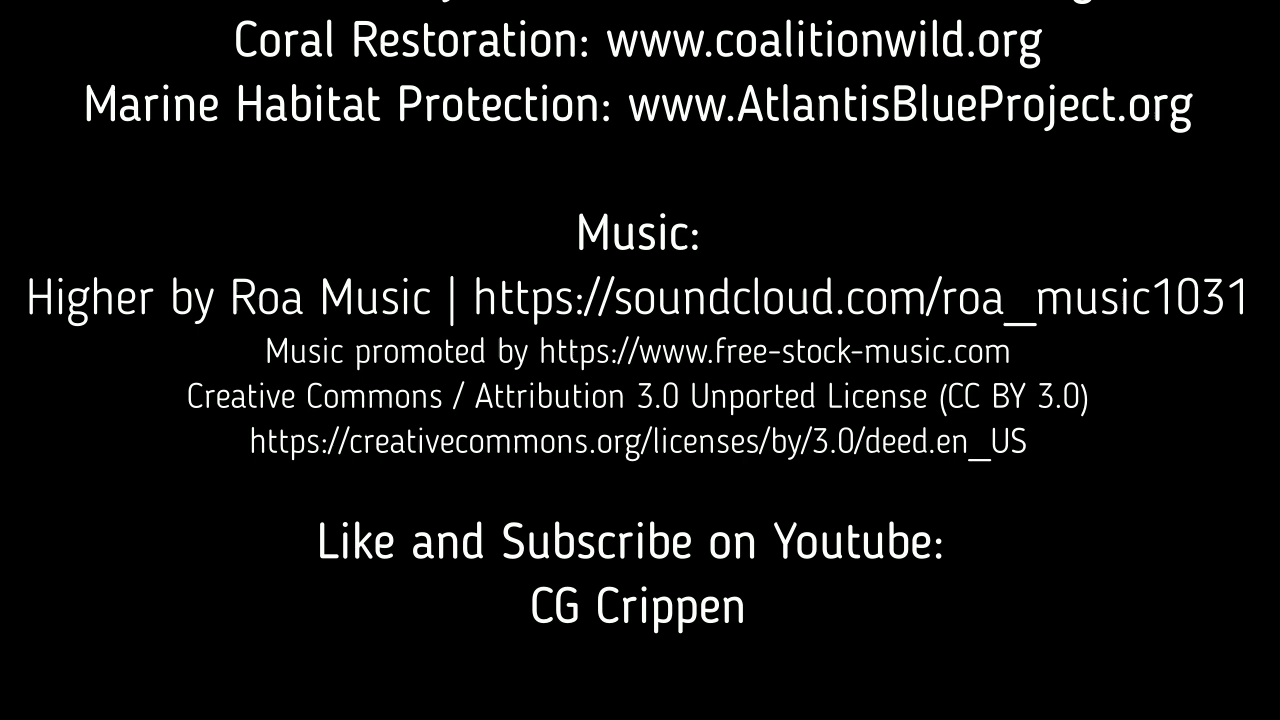 Coral Restoration: www.coalitionwild.org
Marine Habitat Protection: www.AtlantisBlueProject.org
Music:
Higher by Roa Music | https://soundcloud.com/roa_music1031
Music promoted by https://www.free-stock-music.com
Creative Commons / Attribution 3.0 Unported License (CC BY 3.0)
https://creativecommons.org/licenses/by/3.0/deed.en_US
Like and Subscribe on Youtube:
CG Crippen